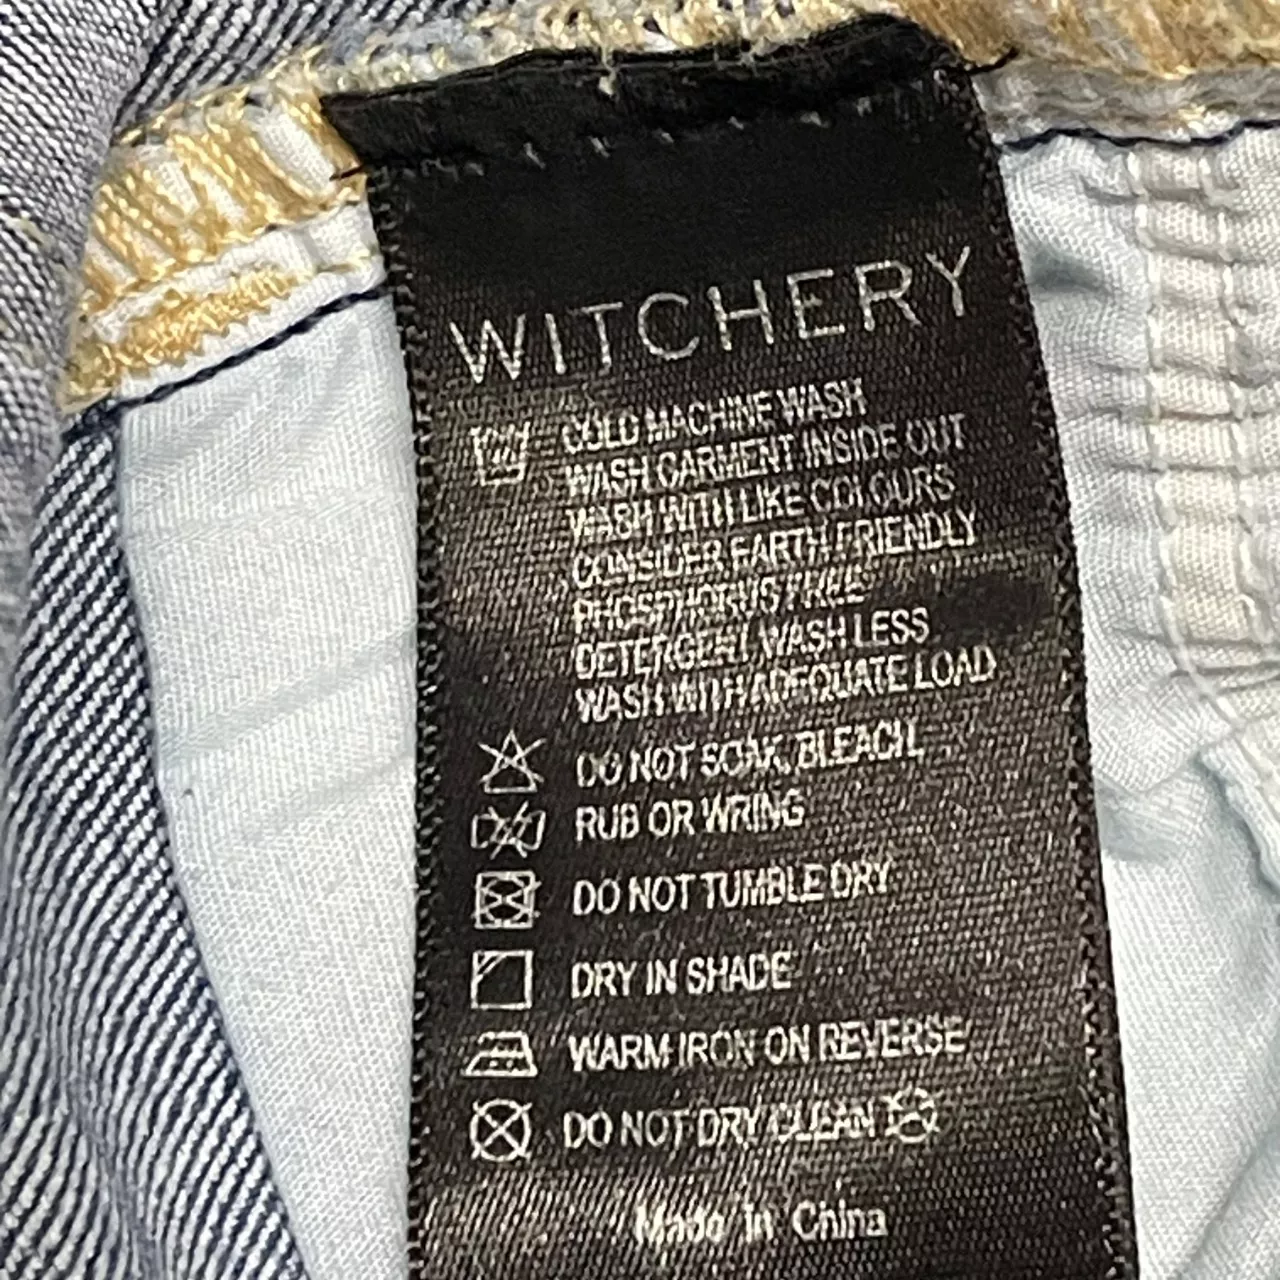 WITCHERY
COLD MACHINE WASH
WASH GARMENT INSIDE OUT
WASH WITH LIKE COLOURS
CONSIDER EARTH FRIENDLY
PHOSPHORUS FREE
DETERGENT, WASH LESS
WASH WITH ADEQUATE LOAD
DO NOT SOAK, BLEACH,
RUB OR WRING
DO NOT TUMBLE DRY
DRY IN SHADE
WARM IRON ON REVERSE
DO NOT DRY CLEAN
Made in China